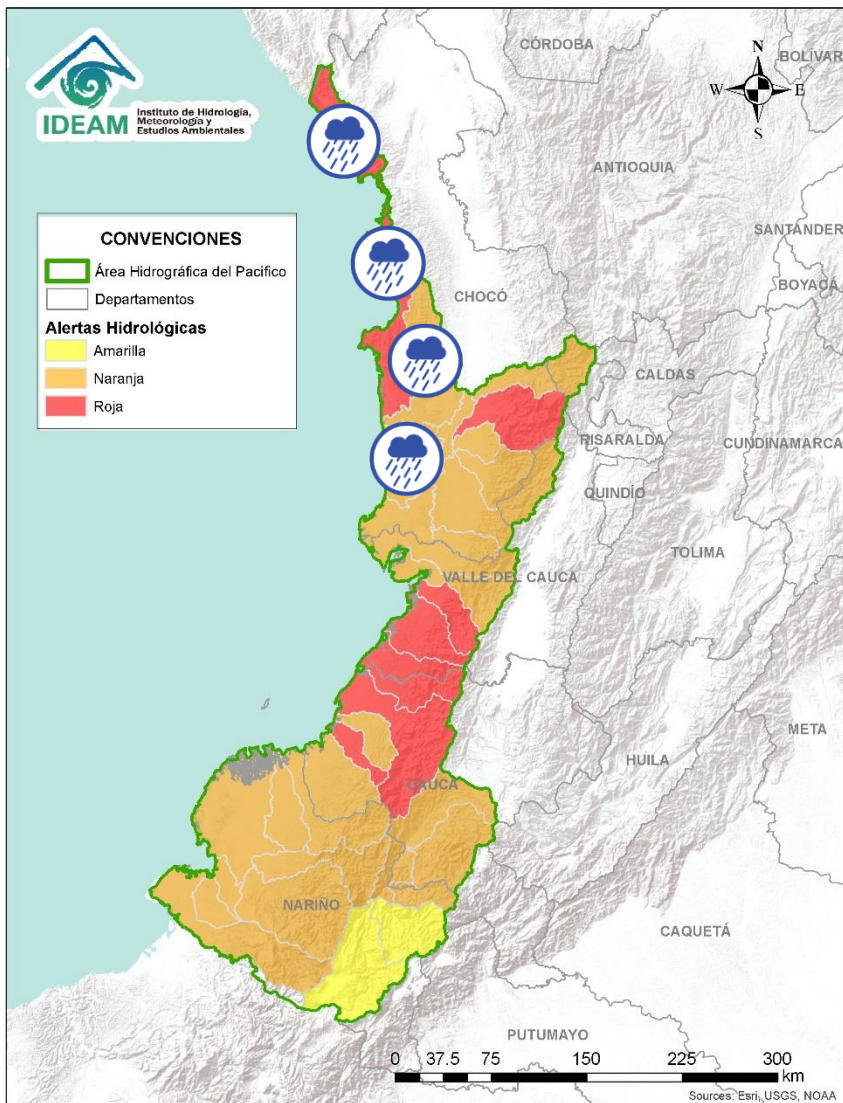 IDEAM
Instituto de Hidrología,
Meteorología y
Estudios Ambientales
CÓRDOBA
BOLÍVAR
N
W
E
S
ANTIOQUIA
CONVENCIONES
Área Hidrográfica del Pacifico
Departamentos
Alertas Hidrológicas
Amarilla
Naranja
Roja
SANTANDER
BOYACÁ
CHOCÓ
CALDAS
RISARALDA
CUNDINAMARCA
QUINDÍO
TOLIMA
VALLE DEL CAUCA
META
HUILA
CAUCA
NARIÑO
CAQUETÁ
PUTUMAYO
0 37.5 75 150 225 300
km
Sources: Esri, USGS, NOAA